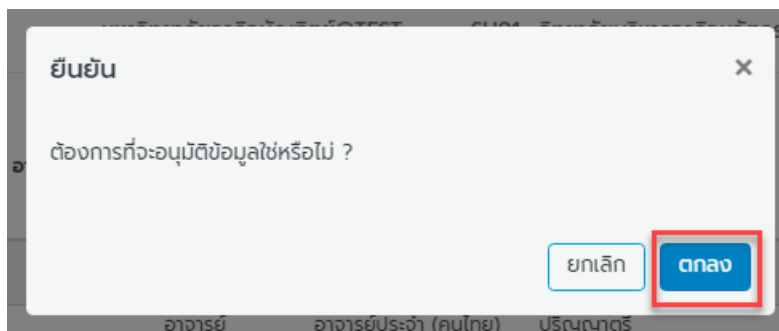 ยืนยัน ×
ต้องการที่จะอนุมัติข้อมูลใช่หรือไม่ ?
ยกเลิก ตกลง
อาจารย์ อาจารย์ประจำ (คนไทย) ปริญญาตรี